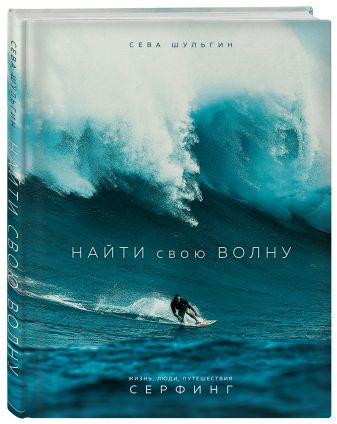 СЕВА ШУЛЬГИН
НАЙТИ СВОЮ ВОЛНУ
ЖИЗНЬ, ЛЮДИ, ПУТЕШЕСТВИЯ
СЕРФИНГ
СЕВА ШУЛЬГИН НАЙТИ СВОЮ ВОЛНУ